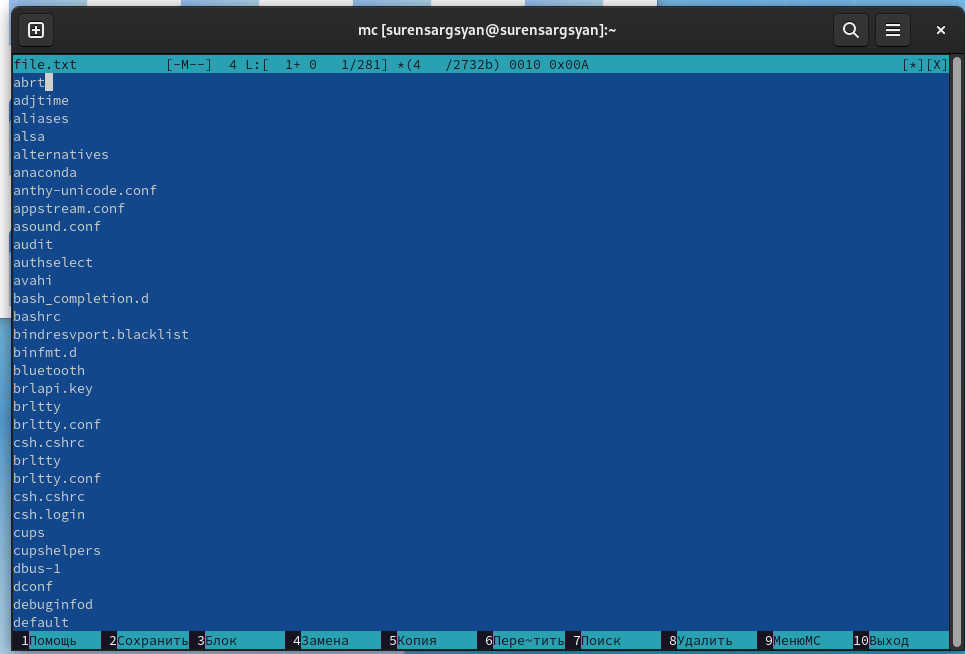 mc [surensargsyan@surensargsyan]:~
file.txt [-M--] 4 L:[ 1+ 0 1/281] *(4 /2732b) 0010 0x00A [*][X]
abrt
adjtime
aliases
alsa
alternatives
anaconda
anthy-unicode.conf
appstream.conf
asound.conf
audit
authselect
avahi
bash_completion.d
bashrc
bindresvport.blacklist
binfmt.d
bluetooth
brlapi.key
brltty
brltty.conf
csh.cshrc
brltty
brltty.conf
csh.cshrc
csh.login
cups
cupshelpers
dbus-1
dconf
debuginfod
default
1Помощь 2Сохранить 3Блок 4Замена 5Копия 6Пере~тить 7Поиск 8Удалить 9МенюMC 10Выход